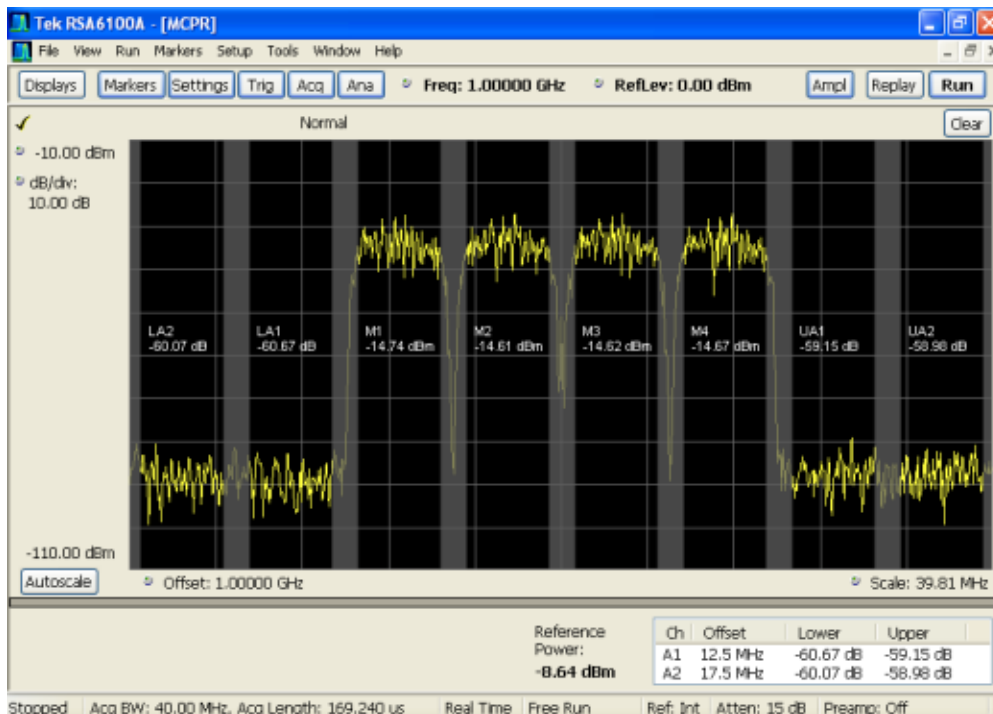 Tek RSA6100A - [MCPR]
File View Run Markers Setup Tools Window Help
Displays Markers Settings Trig Acq Ana Freq: 1.00000 GHz RefLev: 0.00 dBm Ampl Replay Run
Normal Clear
-10.00 dBm
dB/div:
10.00 dB
LA2 LA1 M1 M2 M3 M4 UA1 UA2
-60.07 dB -60.67 dB -14.74 dBm -14.61 dBm -14.62 dBm -14.67 dBm -59.15 dB -58.98 dB
-110.00 dBm
Autoscale Offset: 1.00000 GHz Scale: 39.81 MHz
Reference Power:
-8.64 dBm
Ch Offset Lower Upper
A1 12.5 MHz -60.67 dB -59.15 dB
A2 17.5 MHz -60.07 dB -58.98 dB
Stopped Acq BW: 40.00 MHz, Acq Length: 169.240 us Real Time Free Run Ref: Int Atten: 15 dB Preamp: Off